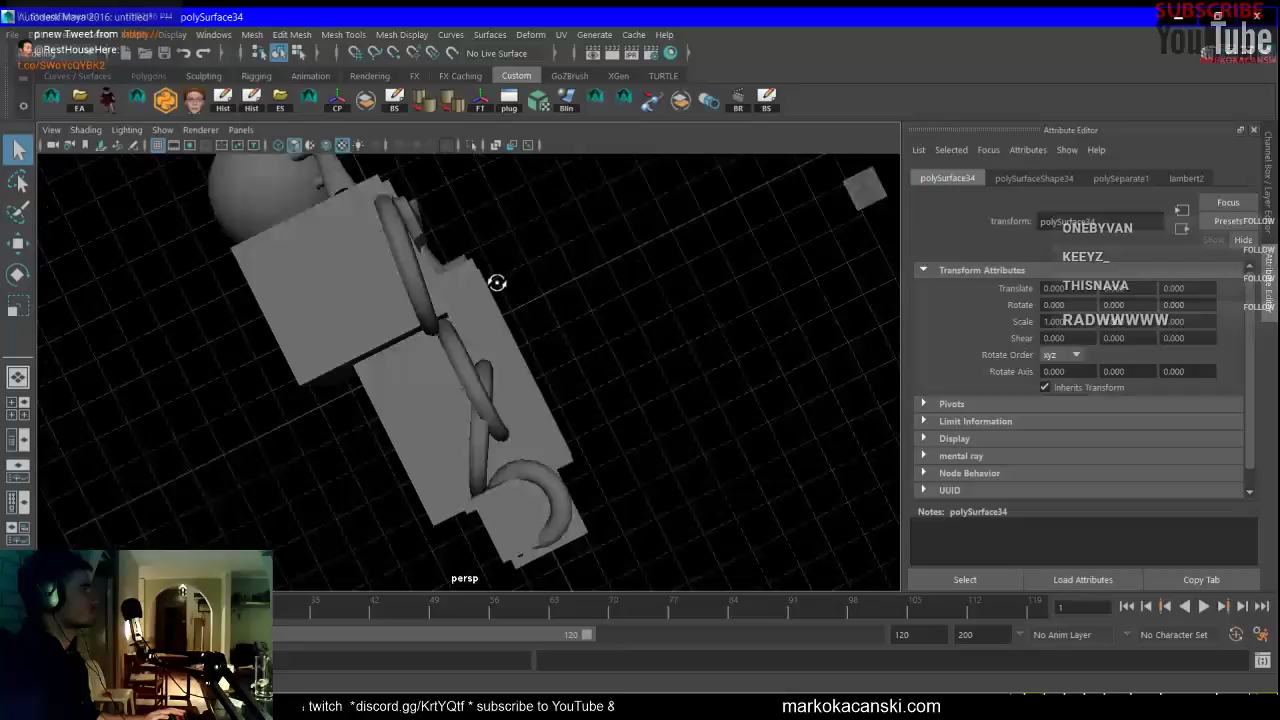 Autodesk Maya 2016: untitled* --- polySurface34
SUBSCRIBE
YouTube
p new Tweet from
@RestHouseHere:
t.co/SWoYcQYBK2
Display Windows Mesh Edit Mesh Mesh Tools Mesh Display Curves Surfaces Deform UV Generate Cache Help
No Live Surface
Curves / Surfaces Polygons Sculpting Rigging Animation Rendering FX FX Caching Custom GoZBrush XGen TURTLE
EA Hist Hist ES CP BS FT plug Blin BR BS
View Shading Lighting Show Renderer Panels
Attribute Editor
List Selected Focus Attributes Show Help
polySurface34 polySurfaceShape34 polySeparate1 lambert2
Focus
transform: polySurface34
Presets
Show Hide
FOLLOW
ONEBYVAN
FOLLOW
KEEYZ_
FOLLOW
THISNAVA
FOLLOW
RADWWWWW
Transform Attributes
Translate 0.000 0.000 0.000
Rotate 0.000 0.000 0.000
Scale 1.000
Shear 0.000 0.000 0.000
Rotate Order xyz
Rotate Axis 0.000 0.000 0.000
Inherits Transform
Pivots
Limit Information
Display
mental ray
Node Behavior
UUID
Notes: polySurface34
Select Load Attributes Copy Tab
Channel Box / Layer Editor
Attribute Editor
persp
35 42 49 56 63 70 77 84 91 98 105 112 119
1
120
120 200 No Anim Layer No Character Set
twitch *discord.gg/KrtYQtf * subscribe to YouTube &
markokacanski.com